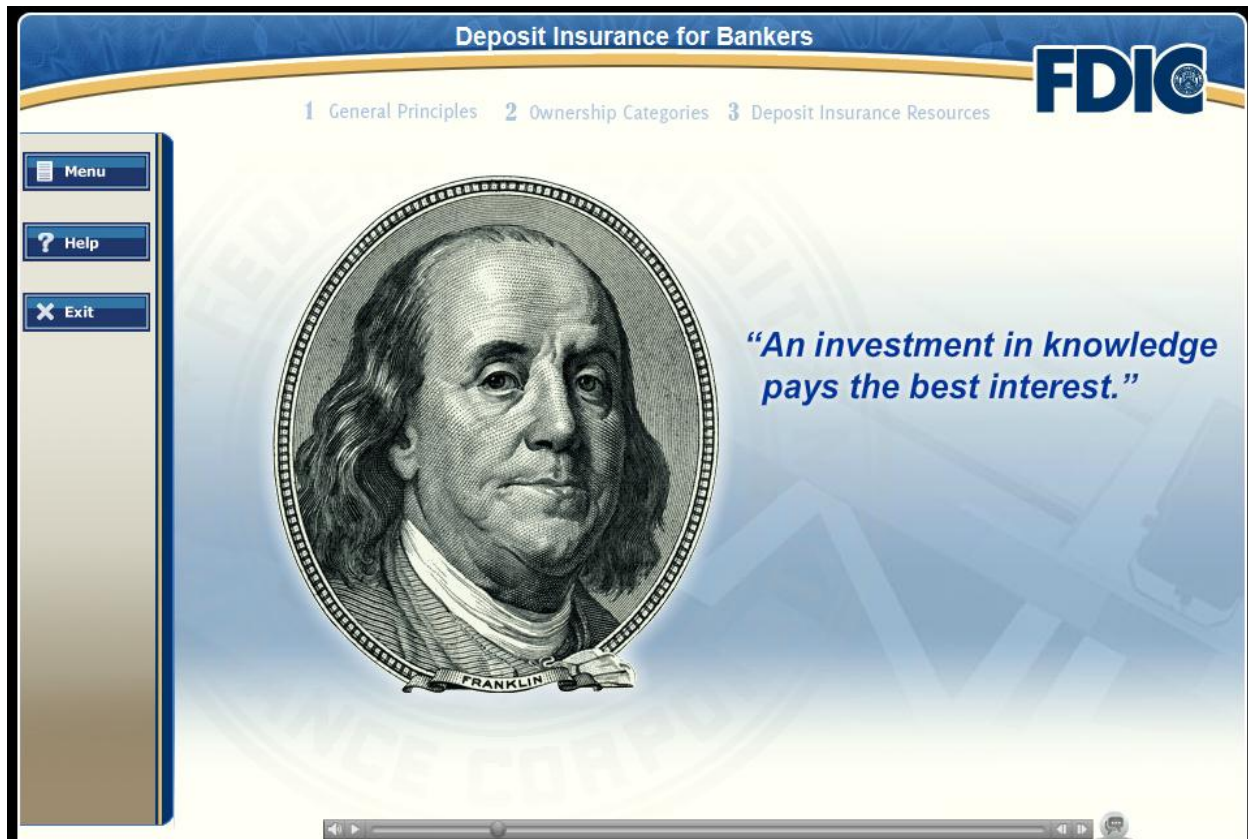 Deposit Insurance for Bankers
FDIC
1 General Principles 2 Ownership Categories 3 Deposit Insurance Resources
Menu
Help
Exit
“An investment in knowledge
pays the best interest.”
FRANKLIN